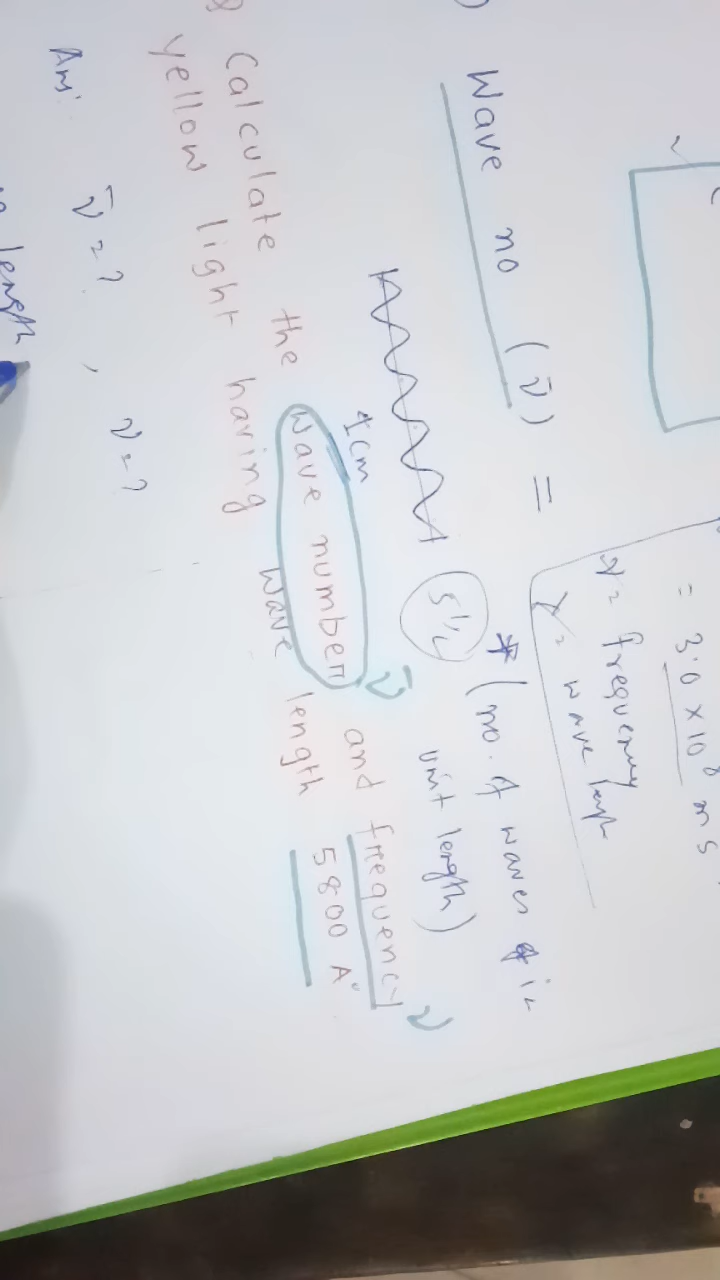 = 3.0 × 10⁸ ms
ν = frequency
λ = wave length
) Wave no (ν̄) =
* (no. of waves in
unit length)
1cm
Q Calculate the wave number and frequency
ν̄
ν
yellow light having wave length 5800 A°
Ans: ν̄ = ? , ν = ?
length